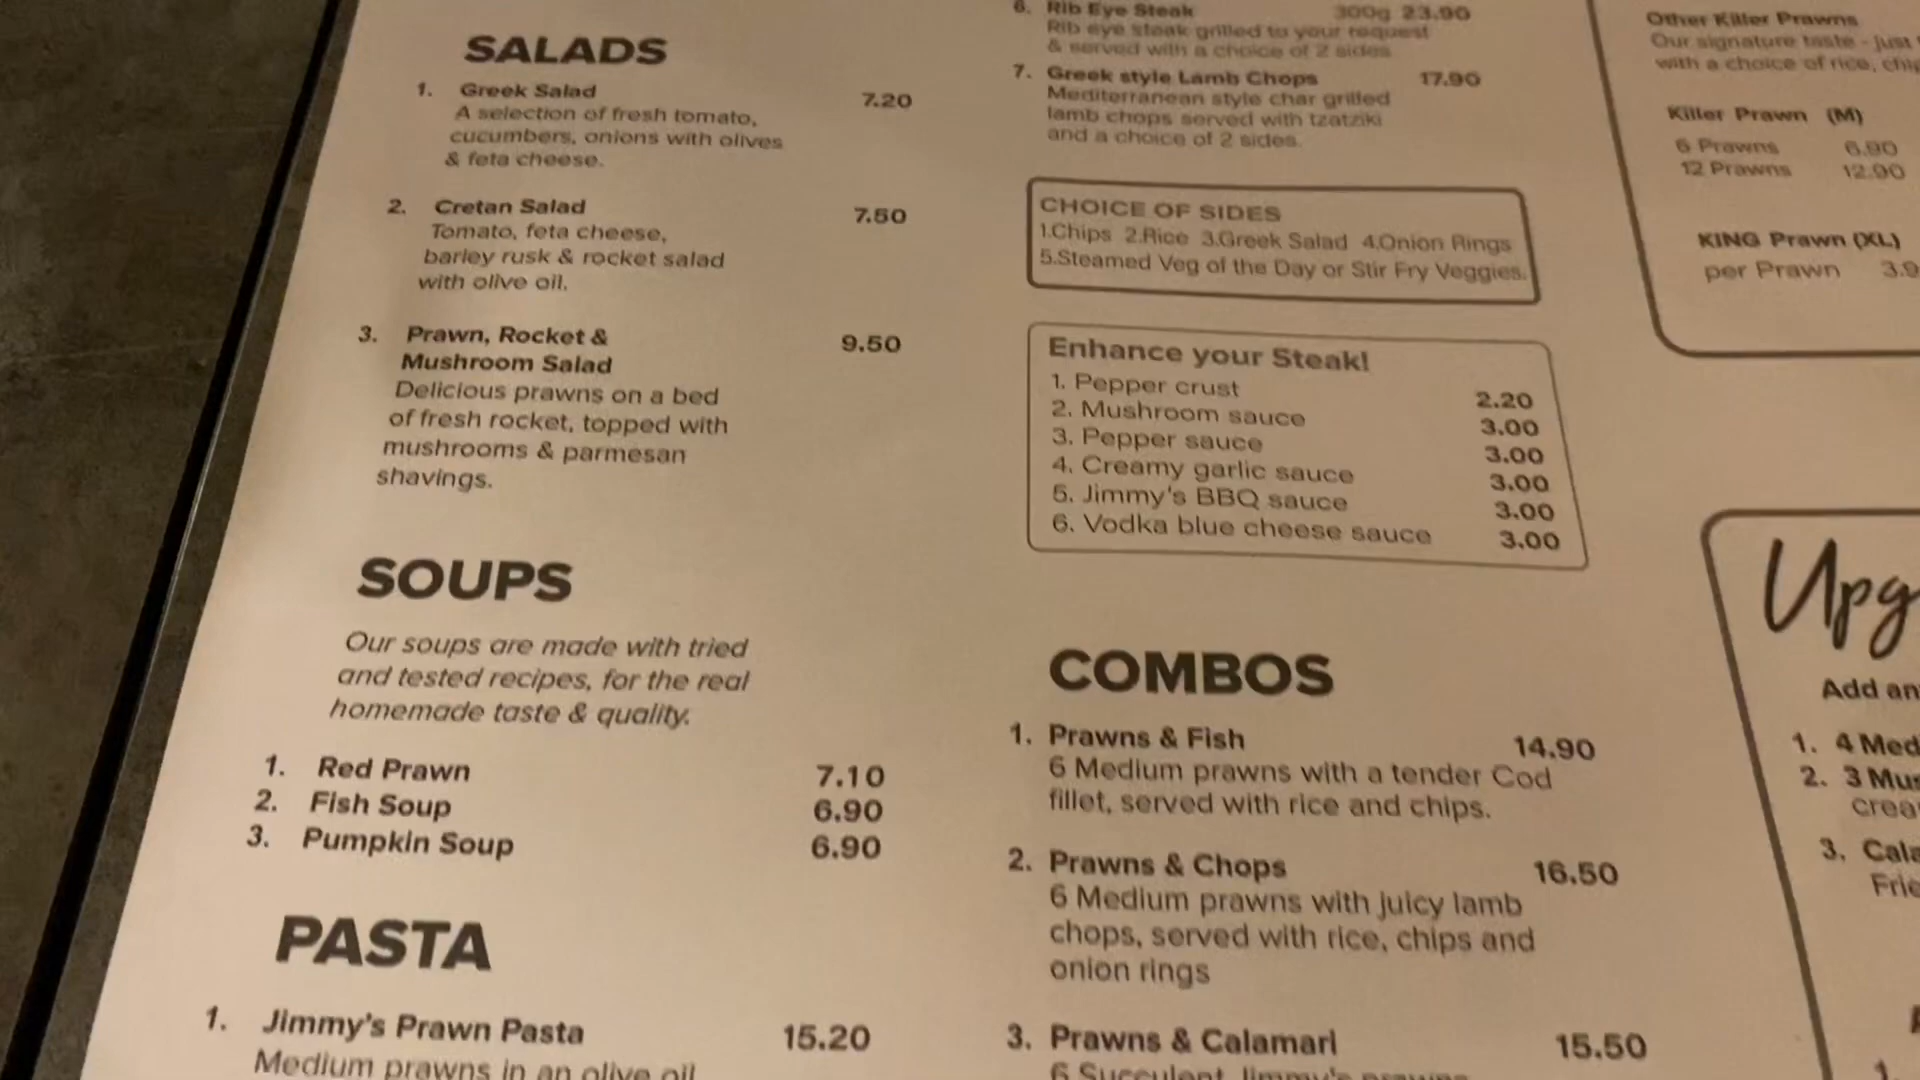 SALADS
1. Greek Salad 7.20
A selection of fresh tomato,
cucumbers, onions with olives
& feta cheese.
2. Cretan Salad 7.50
Tomato, feta cheese,
barley rusk & rocket salad
with olive oil.
3. Prawn, Rocket &
Mushroom Salad 9.50
Delicious prawns on a bed
of fresh rocket, topped with
mushrooms & parmesan
shavings.
SOUPS
Our soups are made with tried
and tested recipes, for the real
homemade taste & quality.
1. Red Prawn 7.10
2. Fish Soup 6.90
3. Pumpkin Soup 6.90
PASTA
1. Jimmy's Prawn Pasta 15.20
Medium prawns in an olive oil
6. Rib Eye Steak 300g 23.90
Rib eye steak grilled to your request
& served with a choice of 2 sides
7. Greek style Lamb Chops 17.90
Mediterranean style char grilled
lamb chops served with tzatziki
and a choice of 2 sides.
CHOICE OF SIDES
1.Chips 2.Rice 3.Greek Salad 4.Onion Rings
5.Steamed Veg of the Day or Stir Fry Veggies.
Enhance your Steak!
1. Pepper crust 2.20
2. Mushroom sauce 3.00
3. Pepper sauce 3.00
4. Creamy garlic sauce 3.00
5. Jimmy's BBQ sauce 3.00
6. Vodka blue cheese sauce 3.00
COMBOS
1. Prawns & Fish 14.90
6 Medium prawns with a tender Cod
fillet, served with rice and chips.
2. Prawns & Chops 16.50
6 Medium prawns with juicy lamb
chops, served with rice, chips and
onion rings
3. Prawns & Calamari 15.50
6 Succulent Jimmy's prawns
Other Killer Prawns
Our signature taste - just
with a choice of rice,
Killer Prawn (M)
6 Prawns 6.90
12 Prawns 12.90
KING Prawn (XL)
per Prawn 3.9
Upg
Add an
1. 4 Med
2. 3 Mus
crea
3. Cala
Frie
1.